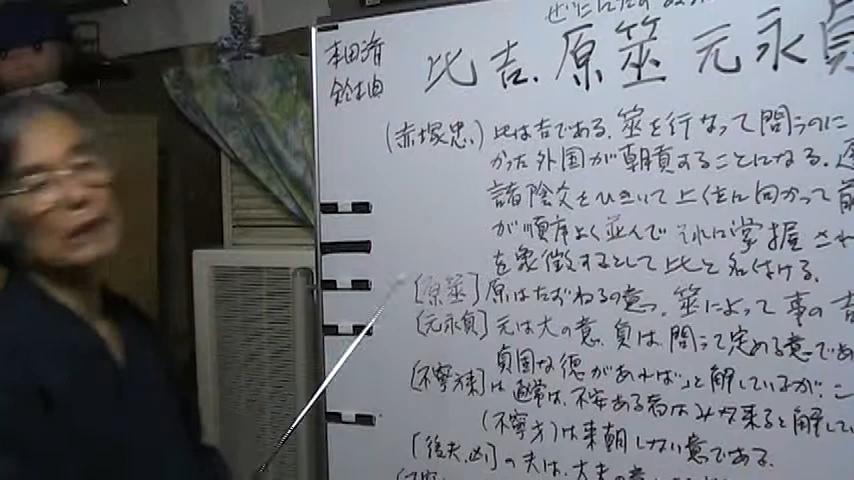 本田濟
鈴木由
比吉、原筮元永貞
(赤塚忠、) 比は吉である、筮を行なって問うのに
かった外国が朝貢することになる、
諸陰爻をひきいて上位に向かって
が順序よく並んで それに掌握され
を象徴するとして比と名付ける。
[原筮] 原はたずねるの意。筮によって事の吉
[元永貞] 元は大の意、貞は、問うて定める意であ
貞固な徳があれば」と解しているが、こ
[不寧方来] は 通常は、不安ある者はみな来ると解してい
(不寧方) は来朝しない意である。
[後夫、凶] の夫は、